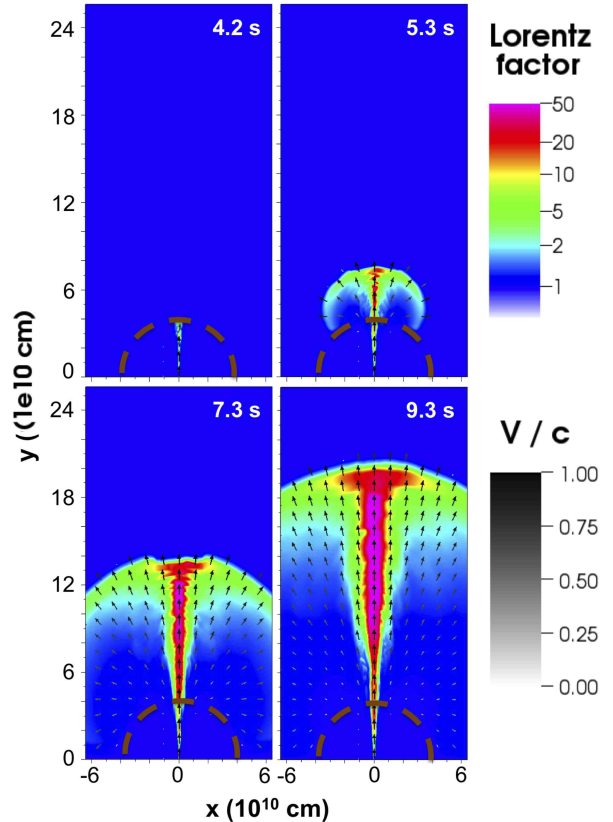 4.2 s
5.3 s
24
18
12
6
0
Lorentz
factor
50
20
10
5
2
1
y ((1e10 cm)
7.3 s
9.3 s
24
18
12
6
0
V / c
1.00
0.75
0.50
0.25
0.00
-6 0 6 -6 0 6
x (10¹⁰ cm)